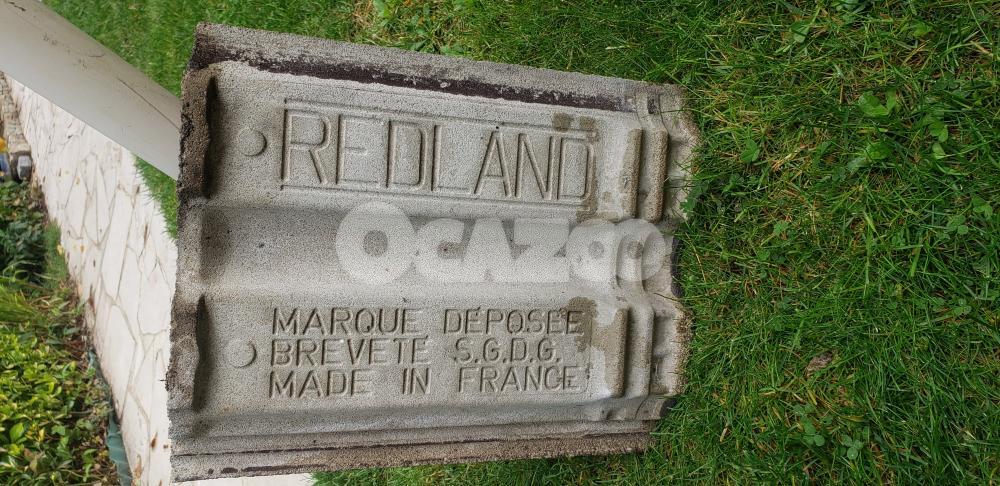 REDLAND
OCAZOO
MARQUE DÉPOSÉE
BREVETÉ S.G.D.G.
MADE IN FRANCE